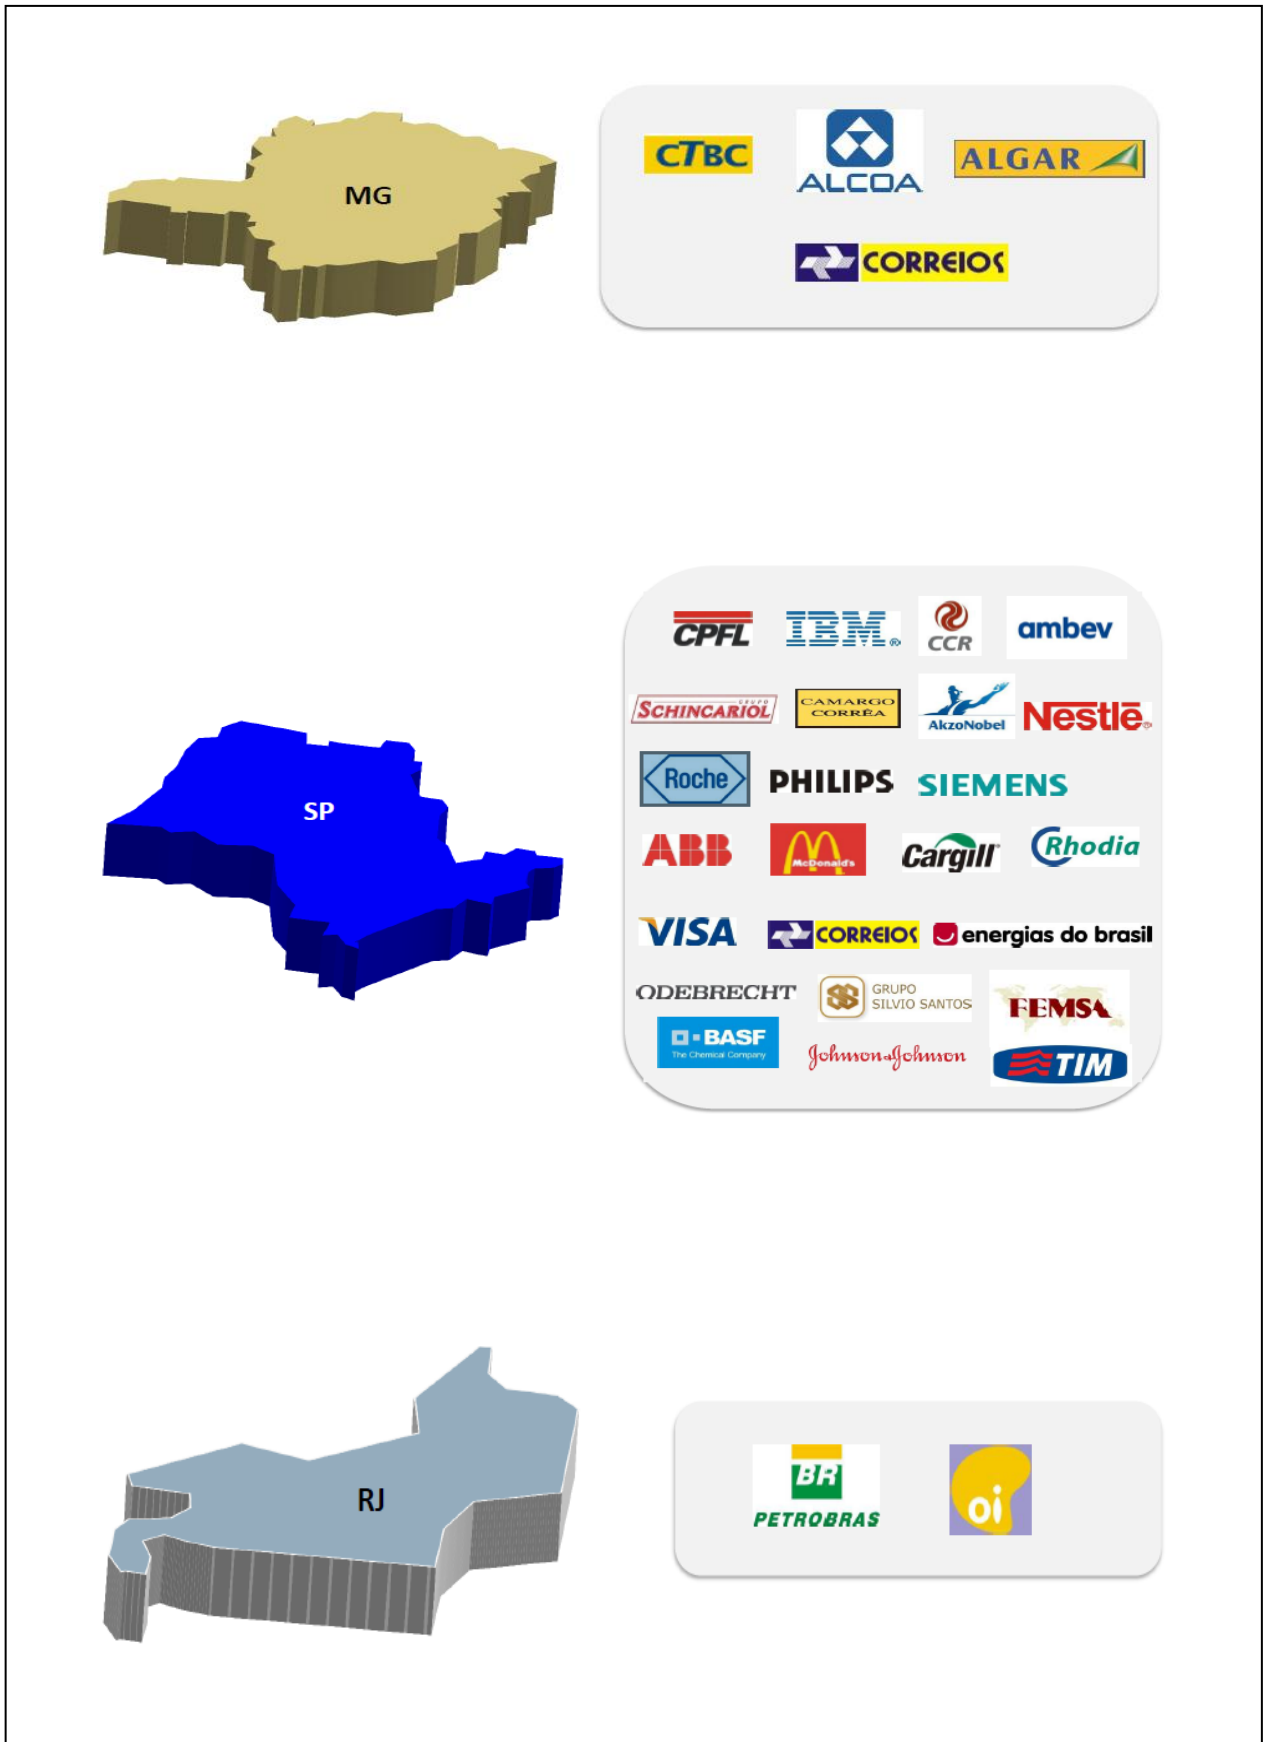 MG
CTBC
ALCOA
ALGAR
CORREIOS
SP
CPFL
IBM®
CCR
ambev
GRUPO
SCHINCARIOL
CAMARGO
CORRÊA
AkzoNobel
Nestlē®
Roche
PHILIPS
SIEMENS
ABB
McDonald's
Cargill
Rhodia
VISA
CORREIOS
energias do brasil
ODEBRECHT
GRUPO
SILVIO SANTOS
FEMSA
BASF
The Chemical Company
Johnson&Johnson
TIM
RJ
BR
PETROBRAS
oi